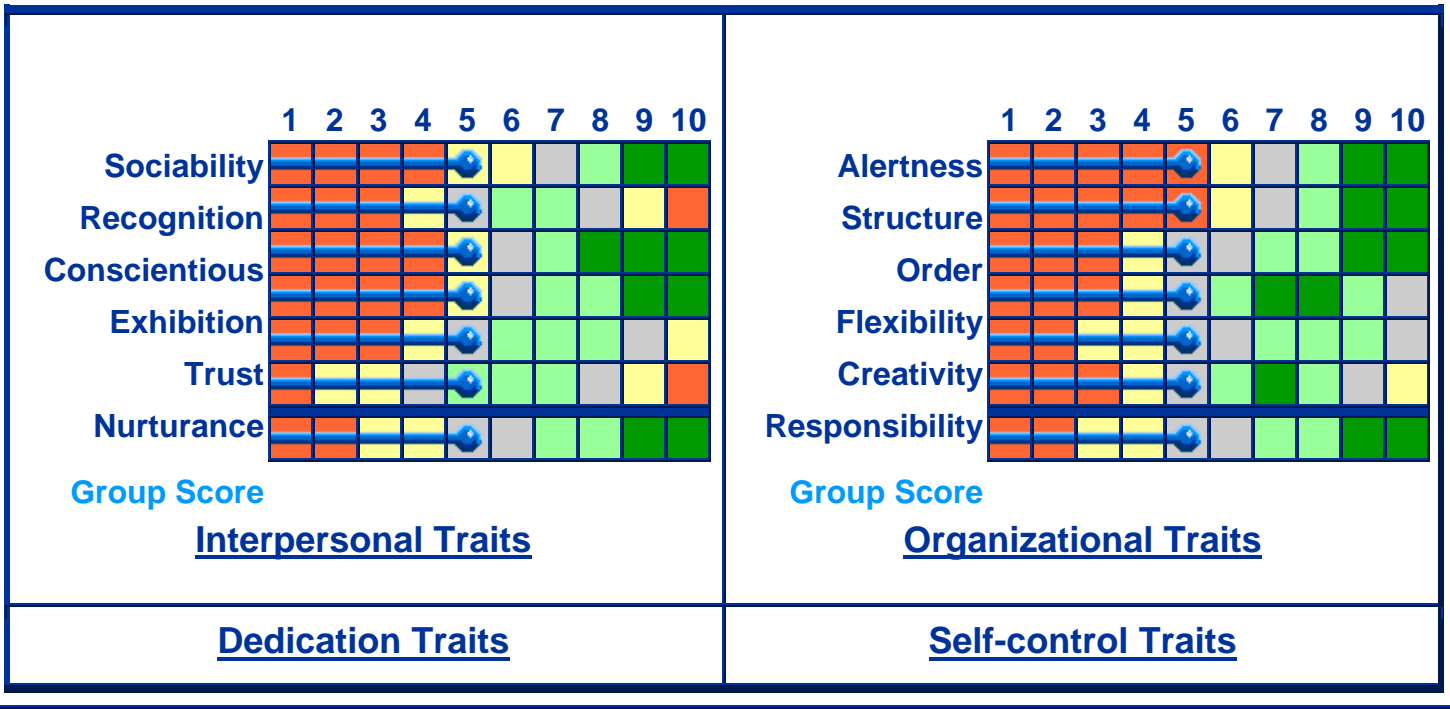 1 2 3 4 5 6 7 8 9 10
Sociability
Recognition
Conscientious
Exhibition
Trust
Nurturance
Group Score
Interpersonal Traits
1 2 3 4 5 6 7 8 9 10
Alertness
Structure
Order
Flexibility
Creativity
Responsibility
Group Score
Organizational Traits
Dedication Traits
Self-control Traits